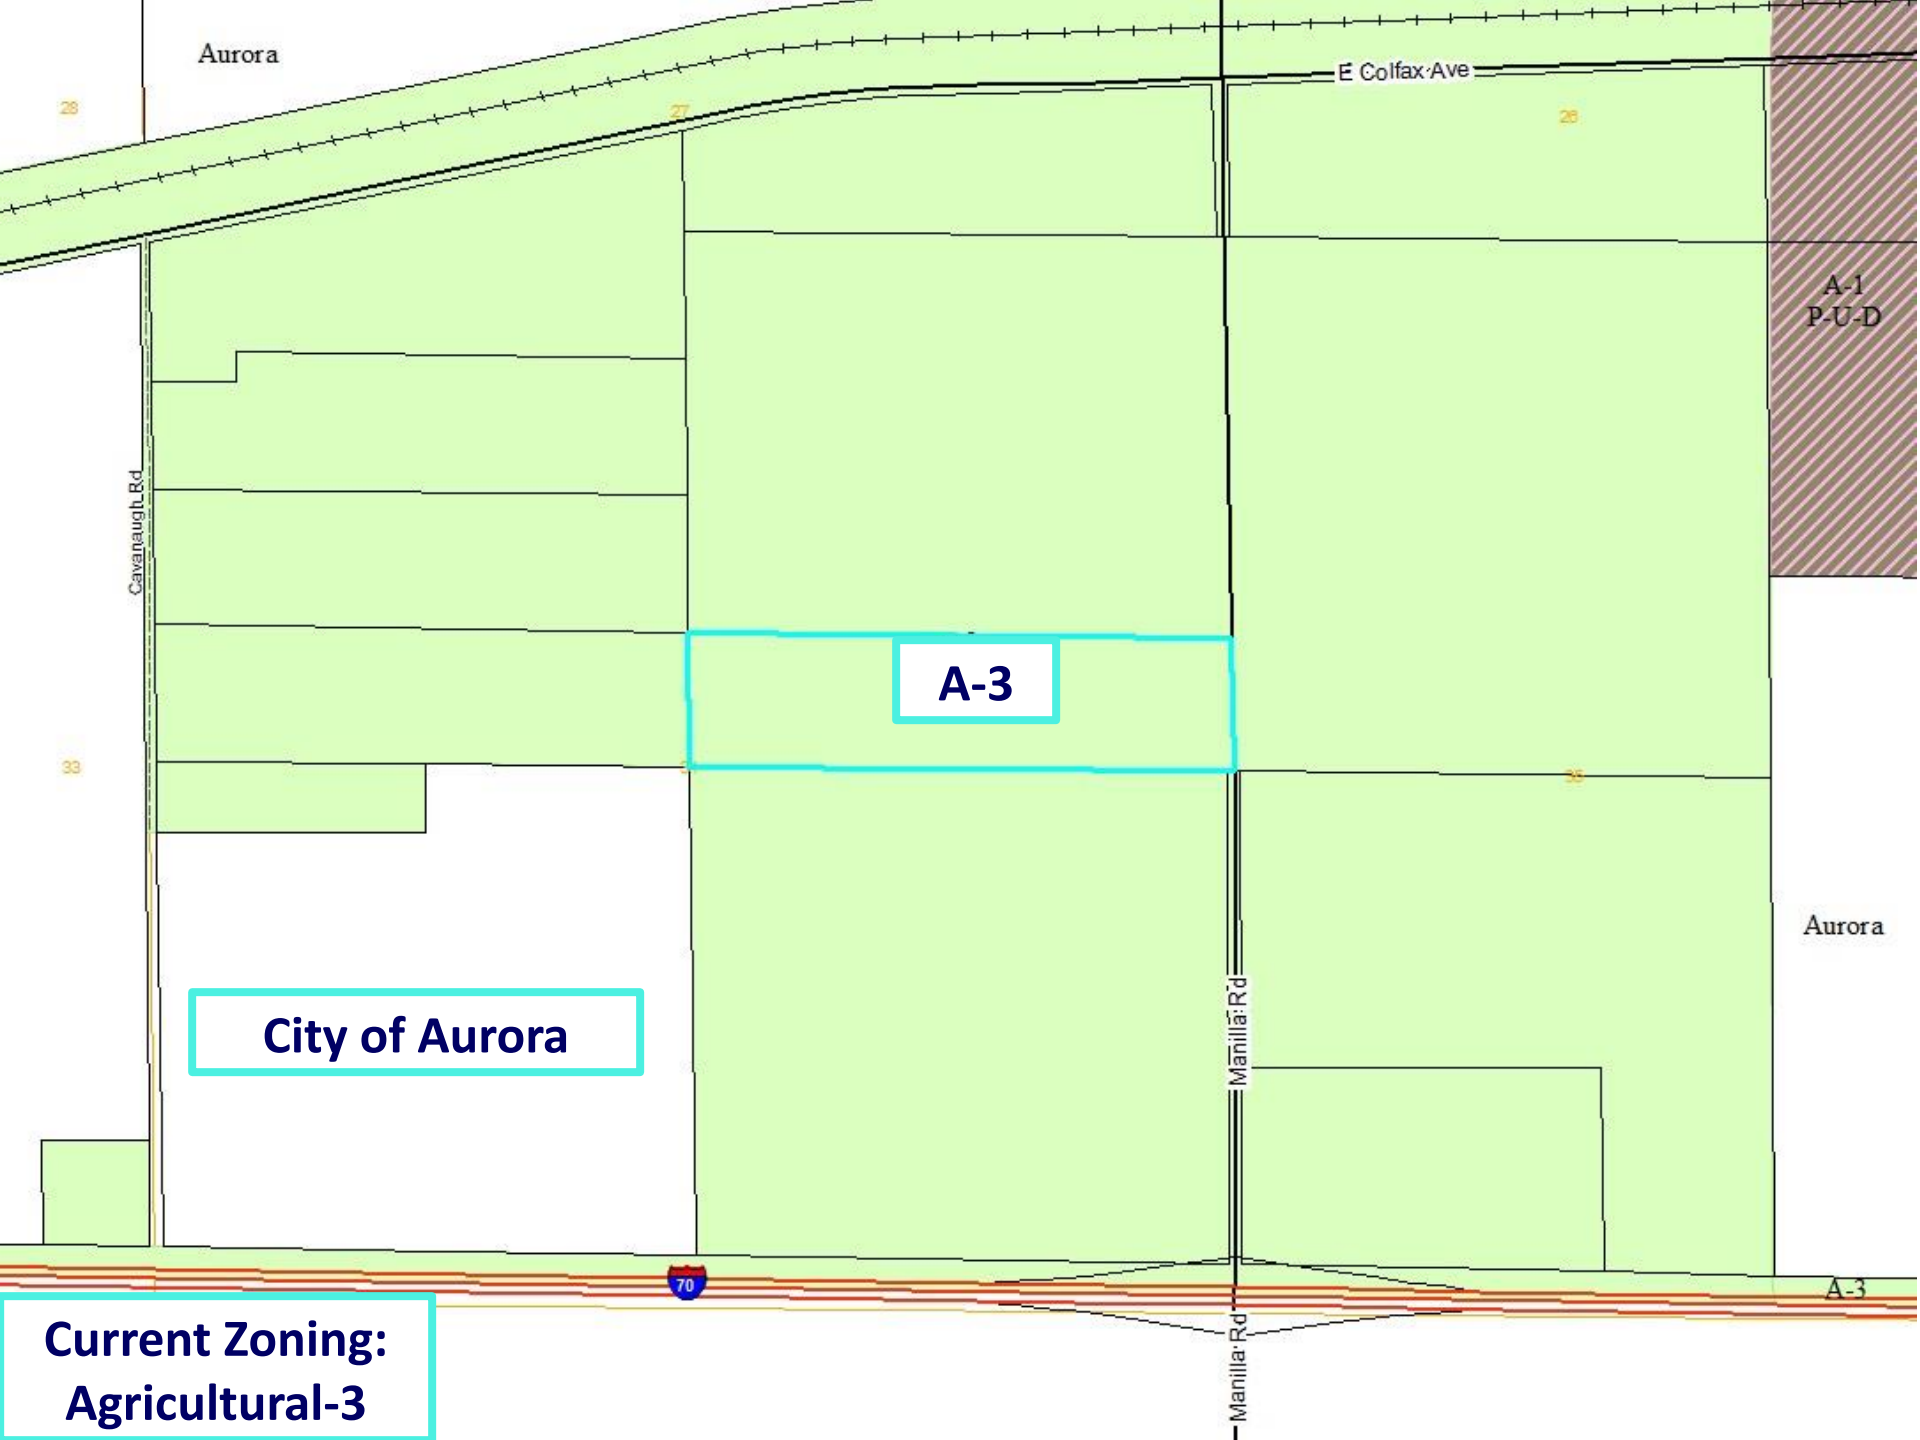 Aurora
E Colfax Ave
28
27
26
A-1
P-U-D
Cavanaugh Rd
A-3
33
36
Aurora
City of Aurora
Manilla Rd
70
A-3
Current Zoning:
Agricultural-3
Manilla Rd